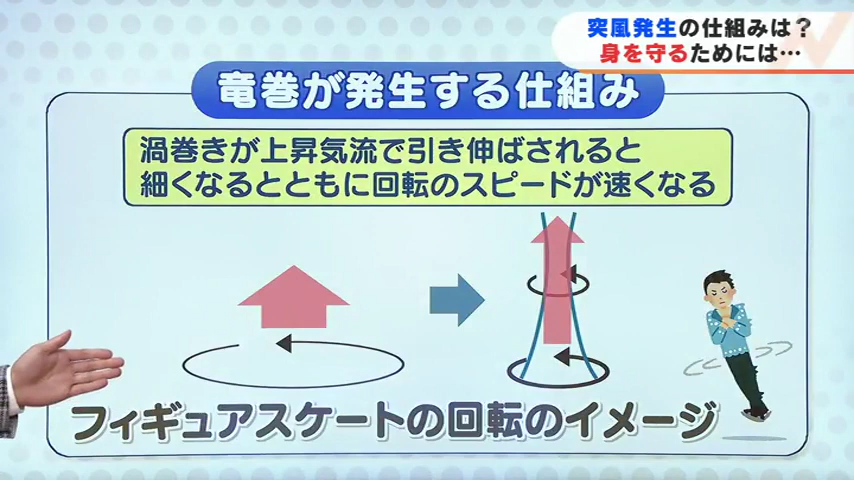 突風発生の仕組みは？
身を守るためには…
竜巻が発生する仕組み
渦巻きが上昇気流で引き伸ばされると
細くなるとともに回転のスピードが速くなる
フィギュアスケートの回転のイメージ